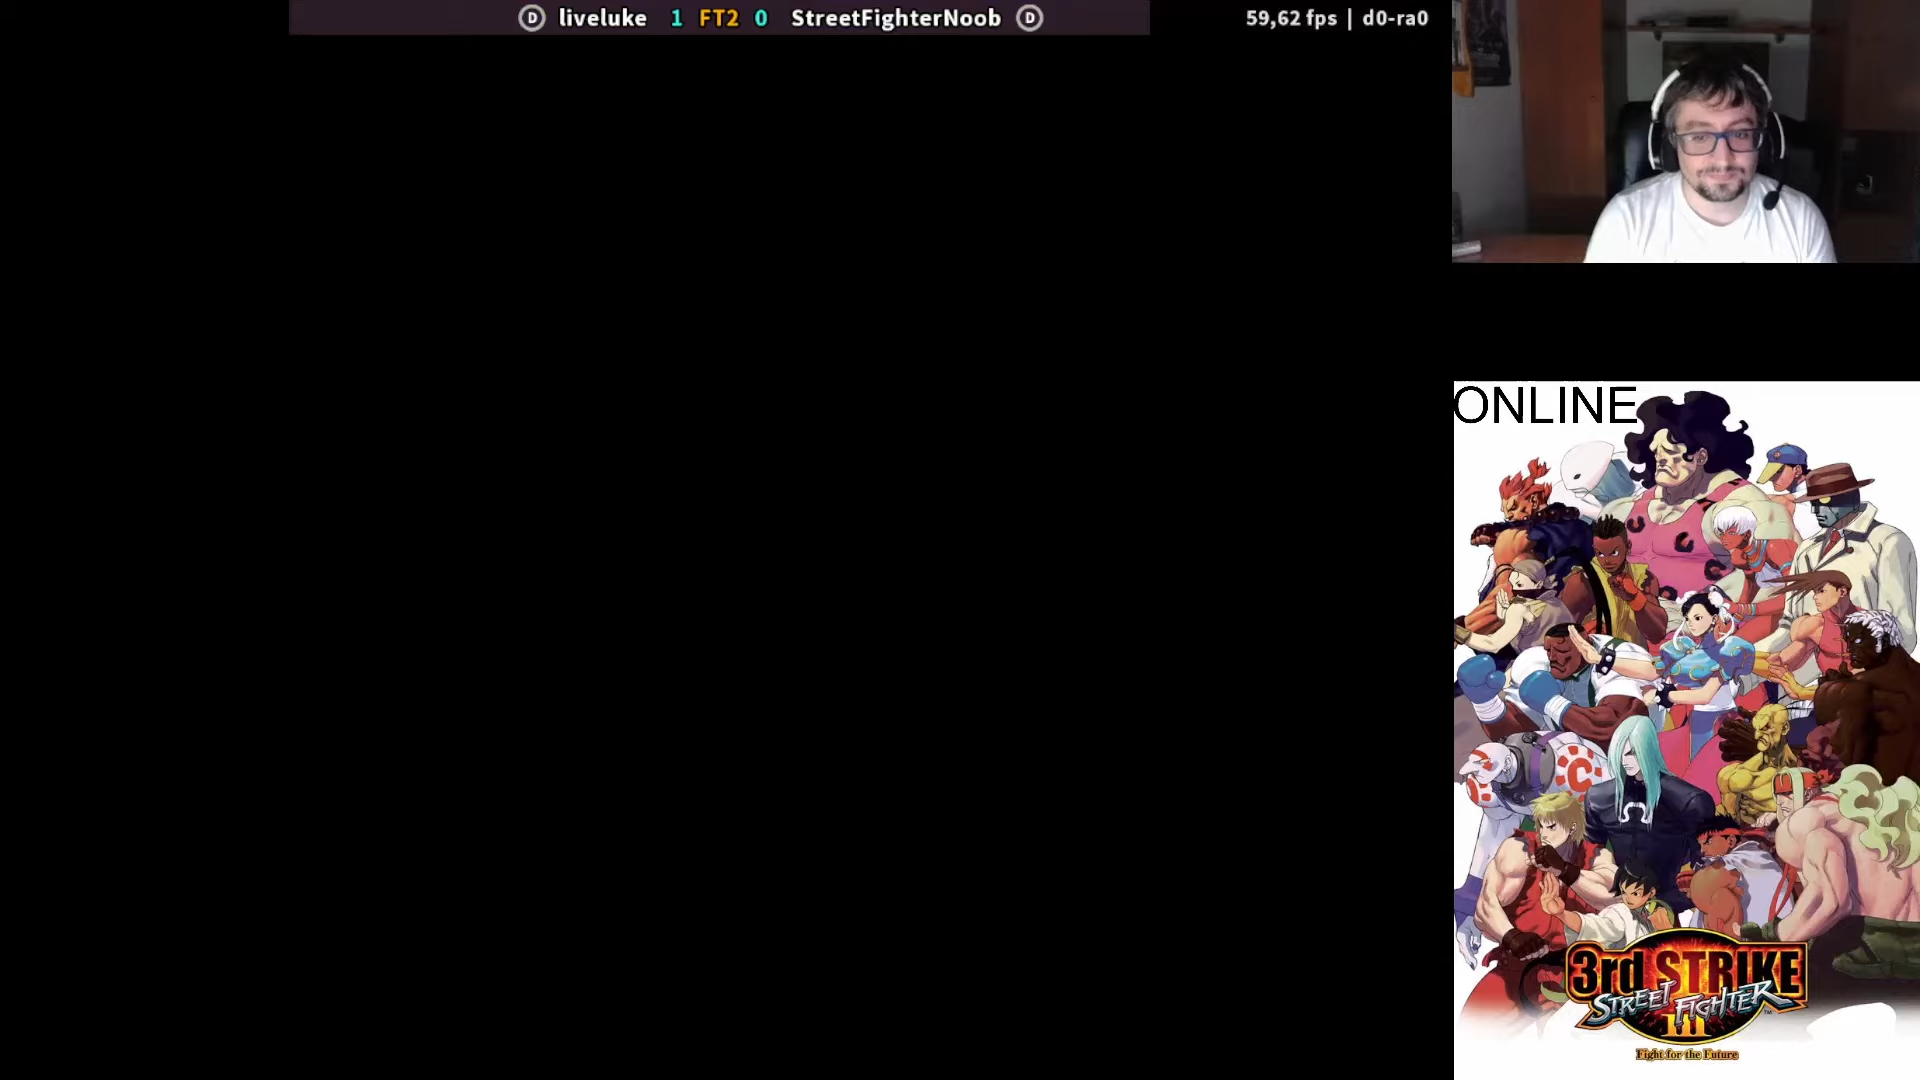 D liveluke 1 FT2 0 StreetFighterNoob D
59,62 fps | d0-ra0
ONLINE
3rd STRIKE
STREET FIGHTER
III
Fight for the Future